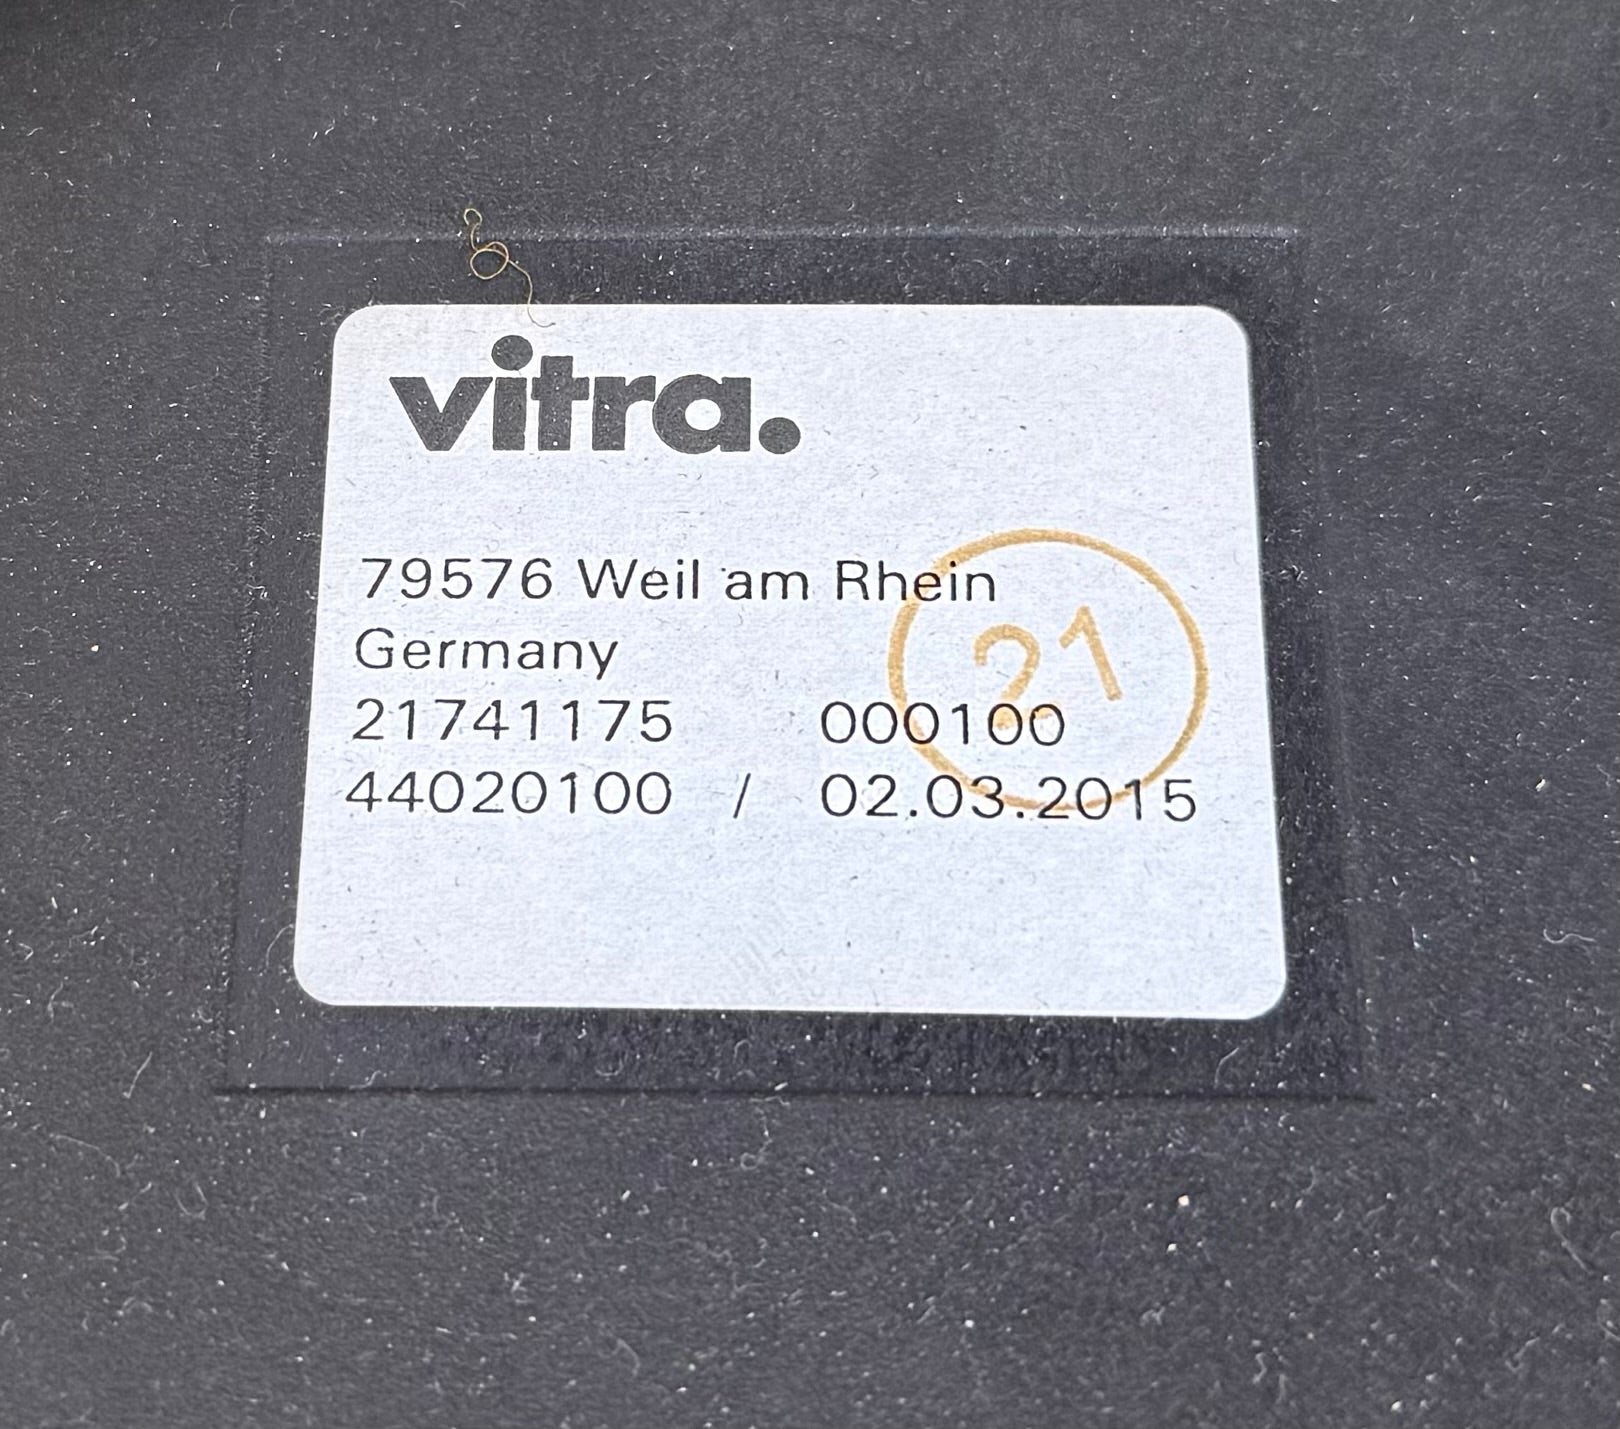 vitra.
79576 Weil am Rhein
Germany
21741175 000100
44020100 / 02.03.2015
21